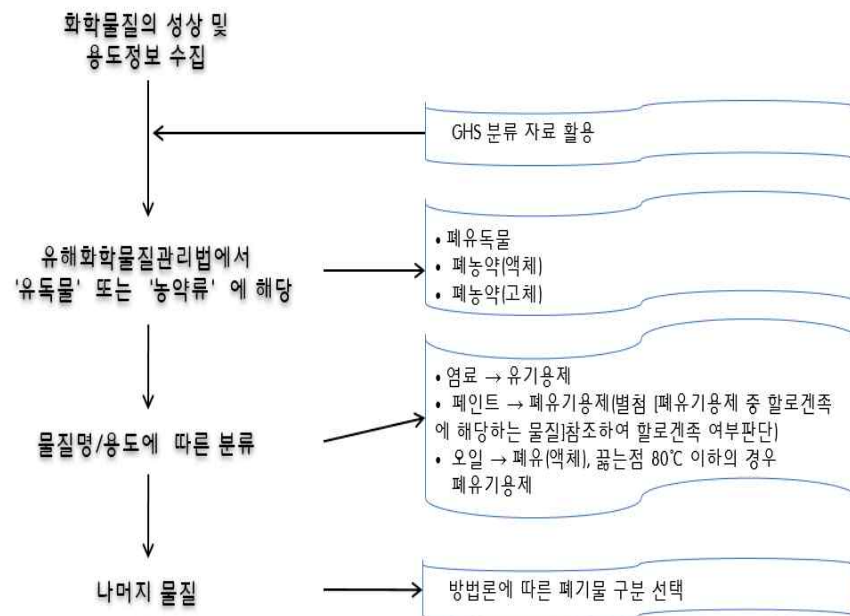 화학물질의 성상 및
용도정보 수집
GHS 분류 자료 활용
유해화학물질관리법에서
'유독물' 또는 '농약류' 에 해당
• 폐유독물
• 폐농약(액체)
• 폐농약(고체)
물질명/용도에 따른 분류
• 염료 → 유기용제
• 페인트 → 폐유기용제(별첨 [폐유기용제 중 할로겐족
에 해당하는 물질]참조하여 할로겐족 여부판단)
• 오일 → 폐유(액체), 끓는점 80℃ 이하의 경우
폐유기용제
나머지 물질
방법론에 따른 폐기물 구분 선택